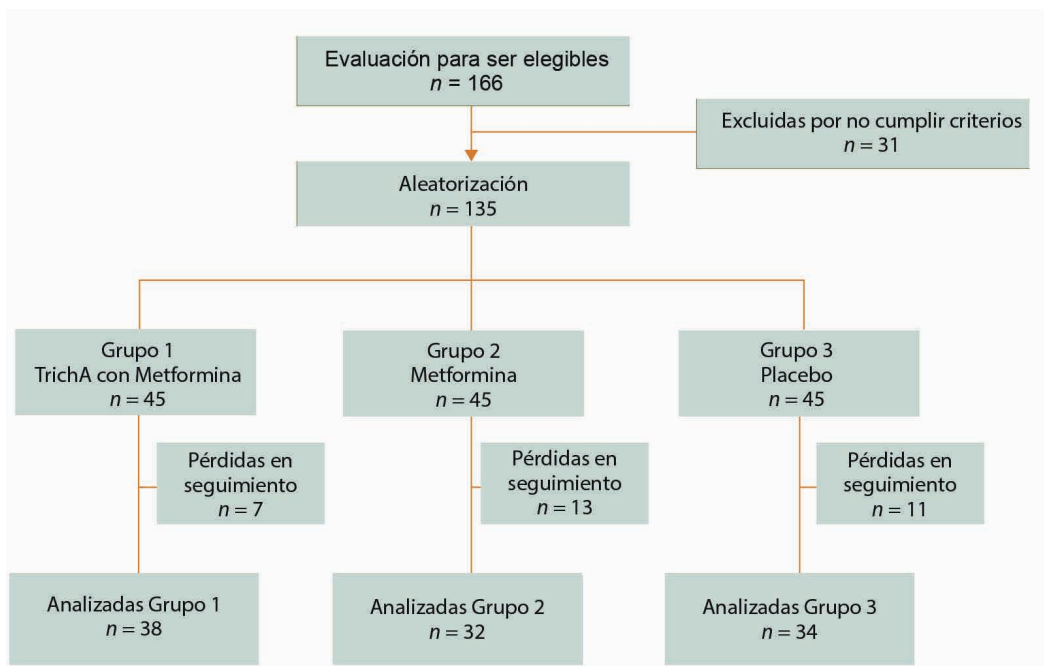 Evaluación para ser elegibles
n = 166
Excluidas por no cumplir criterios
n = 31
Aleatorización
n = 135
Grupo 1
TrichA con Metformina
n = 45
Grupo 2
Metformina
n = 45
Grupo 3
Placebo
n = 45
Pérdidas en
seguimiento
n = 7
Pérdidas en
seguimiento
n = 13
Pérdidas en
seguimiento
n = 11
Analizadas Grupo 1
n = 38
Analizadas Grupo 2
n = 32
Analizadas Grupo 3
n = 34